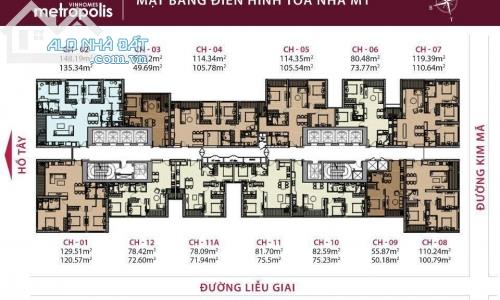 VINHOMES
metropolis
MẶT BẰNG ĐIỂN HÌNH TÒA NHÀ M1
ALO NHÀ ĐẤT
.com.vn
CH - 02
148.19m²
135.34m²
CH - 03
49.69m²
CH - 04
114.34m²
105.78m²
CH - 05
114.35m²
105.54m²
CH - 06
80.48m²
73.77m²
CH - 07
119.39m²
110.64m²
HỒ TÂY
ĐƯỜNG KIM MÃ
CH - 01
129.51m²
120.57m²
CH - 12
78.42m²
72.60m²
CH - 11A
78.09m²
71.94m²
CH - 11
81.70m²
75.5m²
CH - 10
82.59m²
75.23m²
CH - 09
55.87m²
50.18m²
CH - 08
110.24m²
100.79m²
ĐƯỜNG LIỄU GIAI